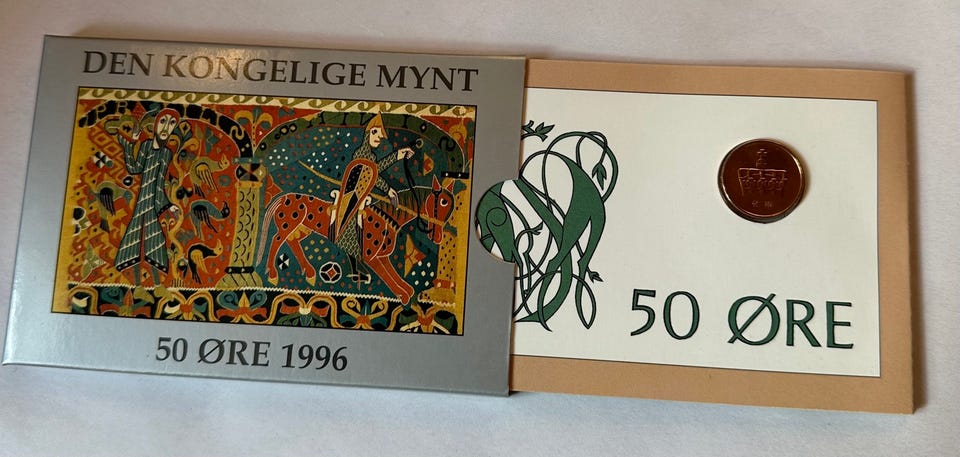 DEN KONGELIGE MYNT
50 ØRE 1996
50 ØRE